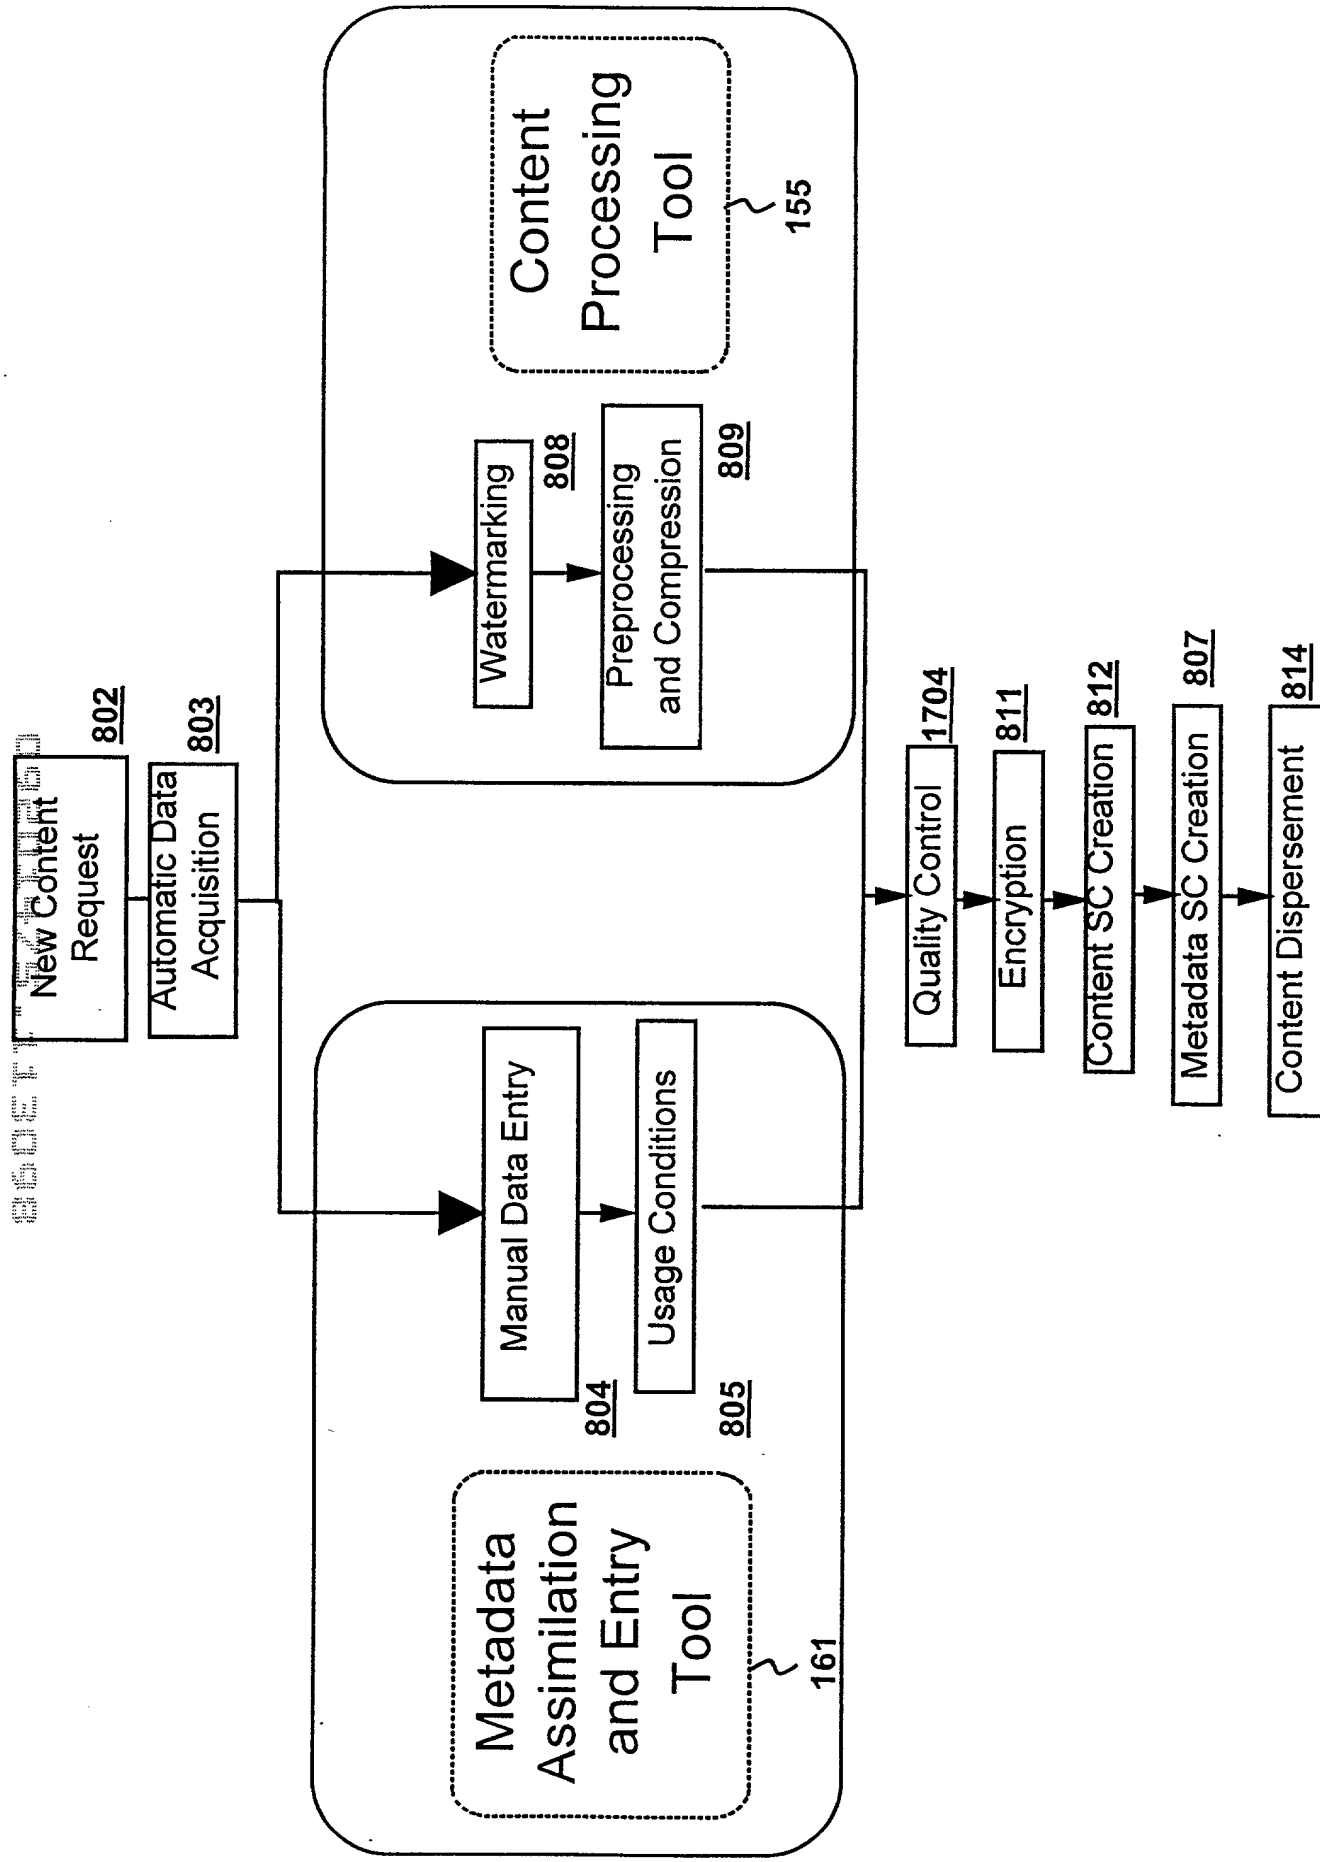 New Content
Request
802
Automatic Data
Acquisition
803
Metadata
Assimilation
and Entry
Tool
161
Manual Data Entry
804
Usage Conditions
805
Watermarking
808
Preprocessing
and Compression
809
Content
Processing
Tool
155
Quality Control
1704
Encryption
811
Content SC Creation
812
Metadata SC Creation
807
Content Dispersement
814